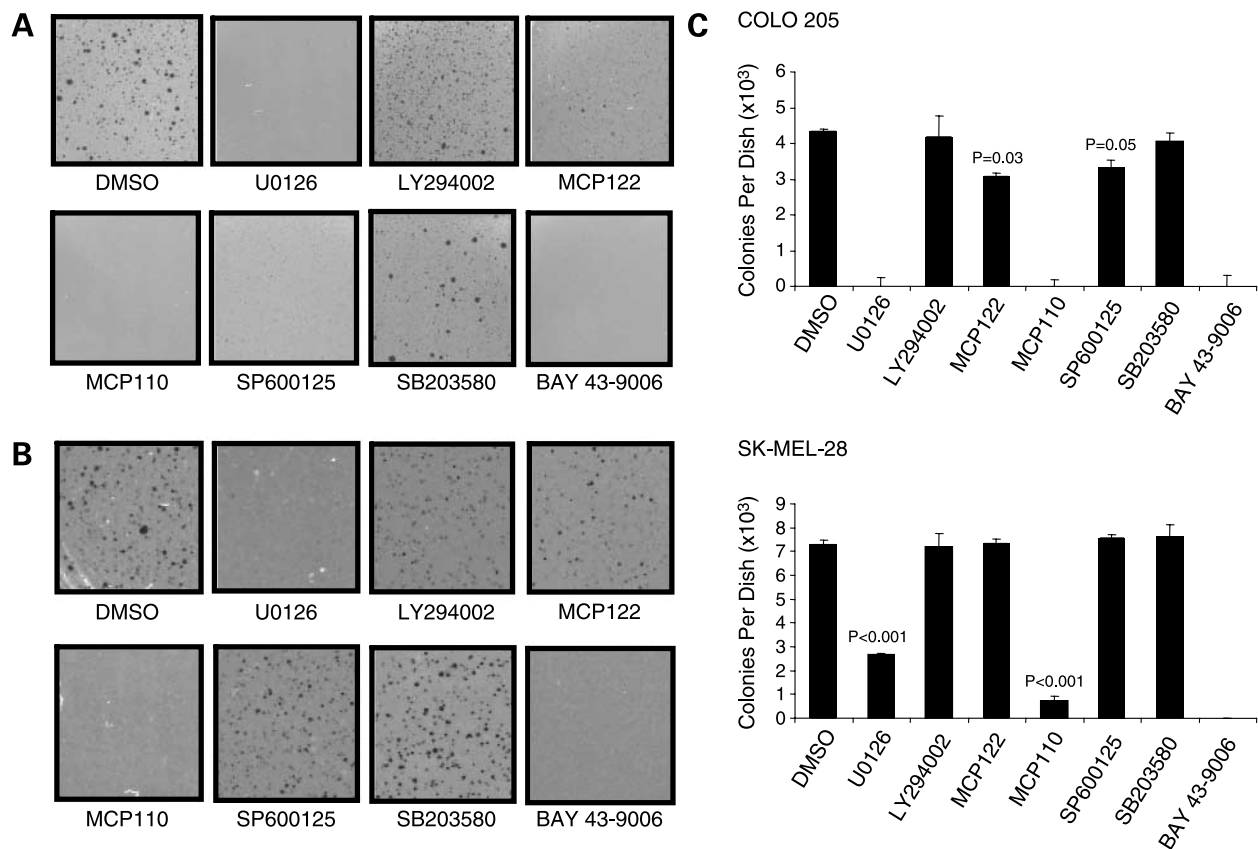 A
DMSO
U0126
LY294002
MCP122
MCP110
SP600125
SB203580
BAY 43-9006
B
DMSO
U0126
LY294002
MCP122
MCP110
SP600125
SB203580
BAY 43-9006
C
COLO 205
Colonies Per Dish (x10³)
6
5
4
3
2
1
0
P=0.03
P=0.05
DMSO
U0126
LY294002
MCP122
MCP110
SP600125
SB203580
BAY 43-9006
SK-MEL-28
Colonies Per Dish (x10³)
9
8
7
6
5
4
3
2
1
0
P<0.001
P<0.001
DMSO
U0126
LY294002
MCP122
MCP110
SP600125
SB203580
BAY 43-9006